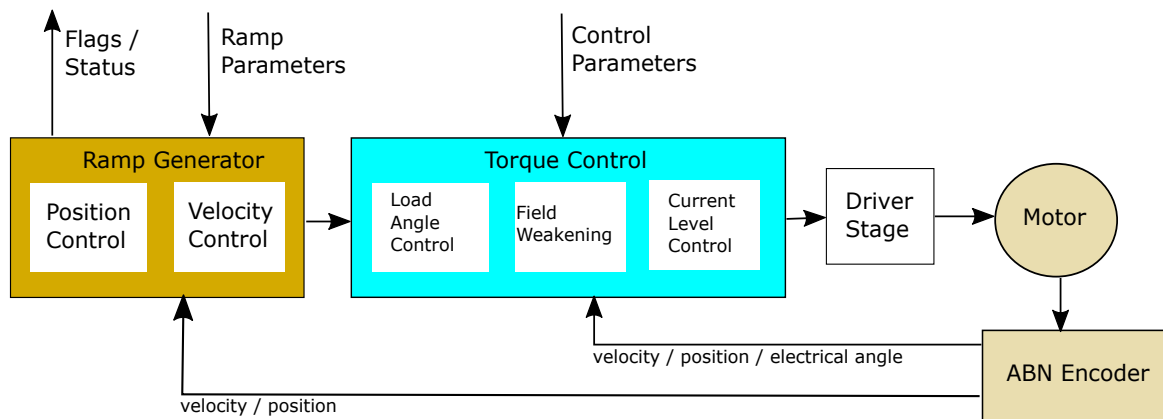 Flags /
Status
Ramp
Parameters
Control
Parameters
Ramp Generator
Position
Control
Velocity
Control
Torque Control
Load
Angle
Control
Field
Weakening
Current
Level
Control
Driver
Stage
Motor
velocity / position / electrical angle
ABN Encoder
velocity / position